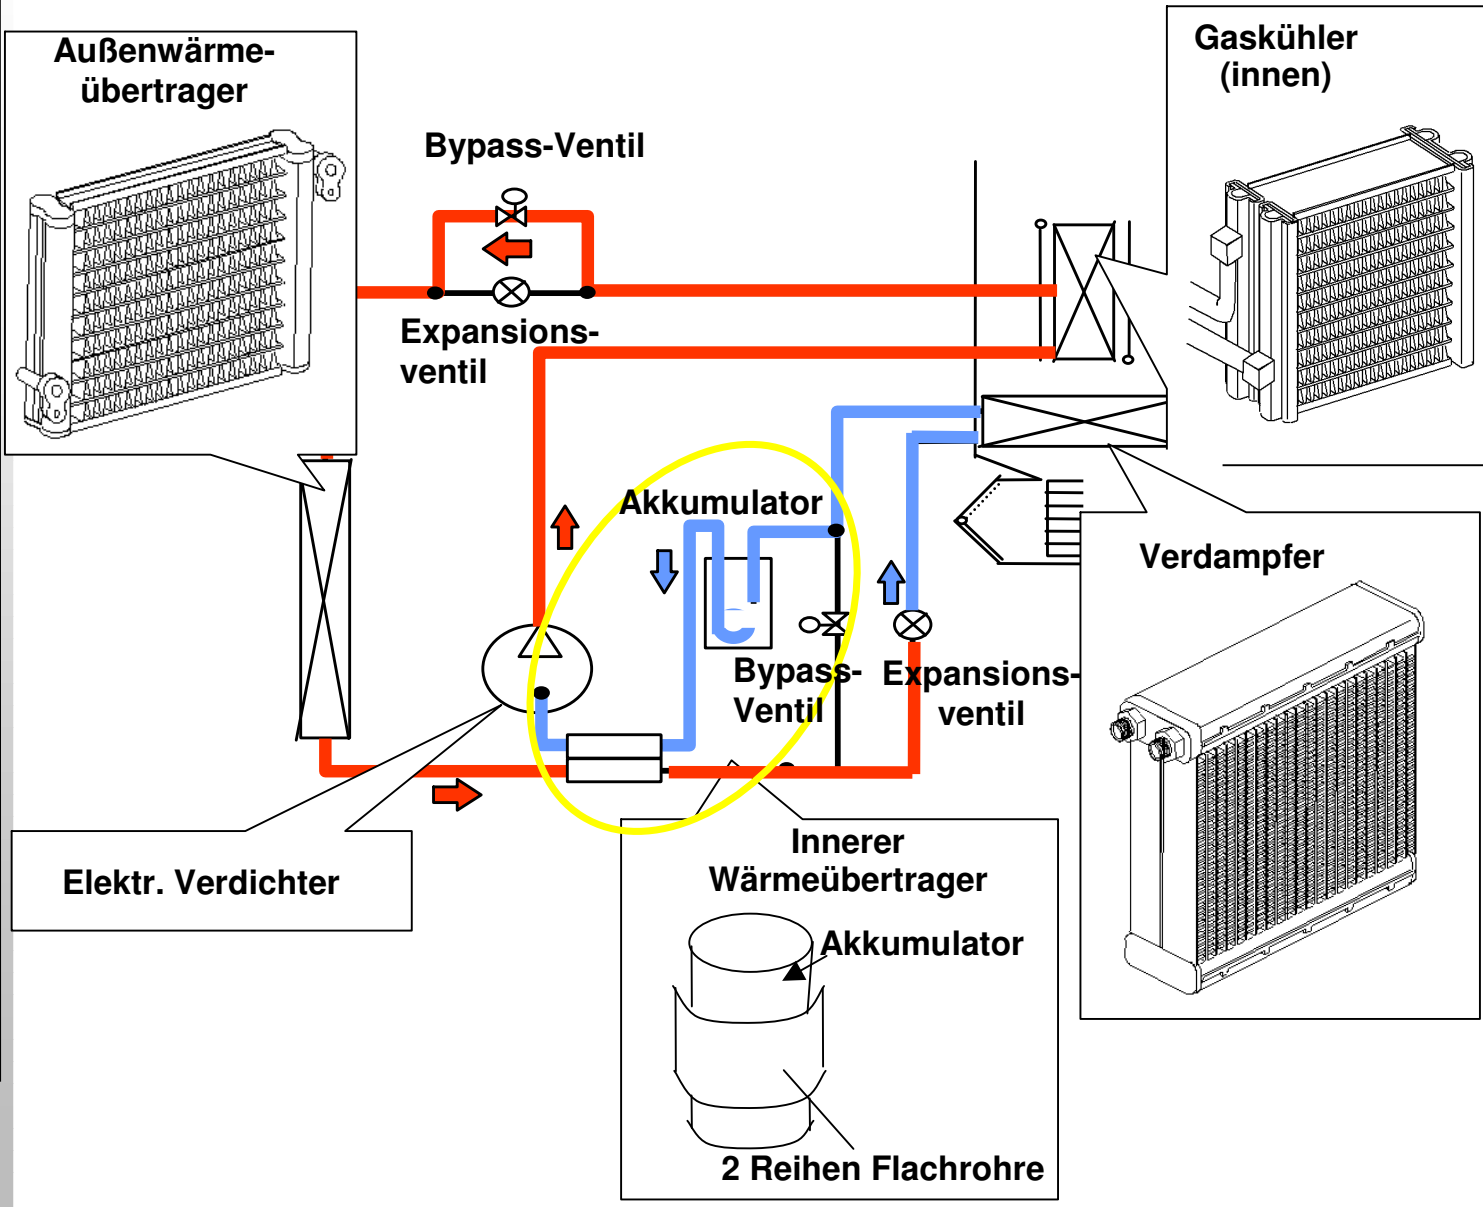 Außenwärme-
übertrager
Gaskühler
(innen)
Bypass-Ventil
Expansions-
ventil
Akkumulator
Verdampfer
Bypass-
Ventil
Expansions-
ventil
Elektr. Verdichter
Innerer
Wärmeübertrager
Akkumulator
2 Reihen Flachrohre